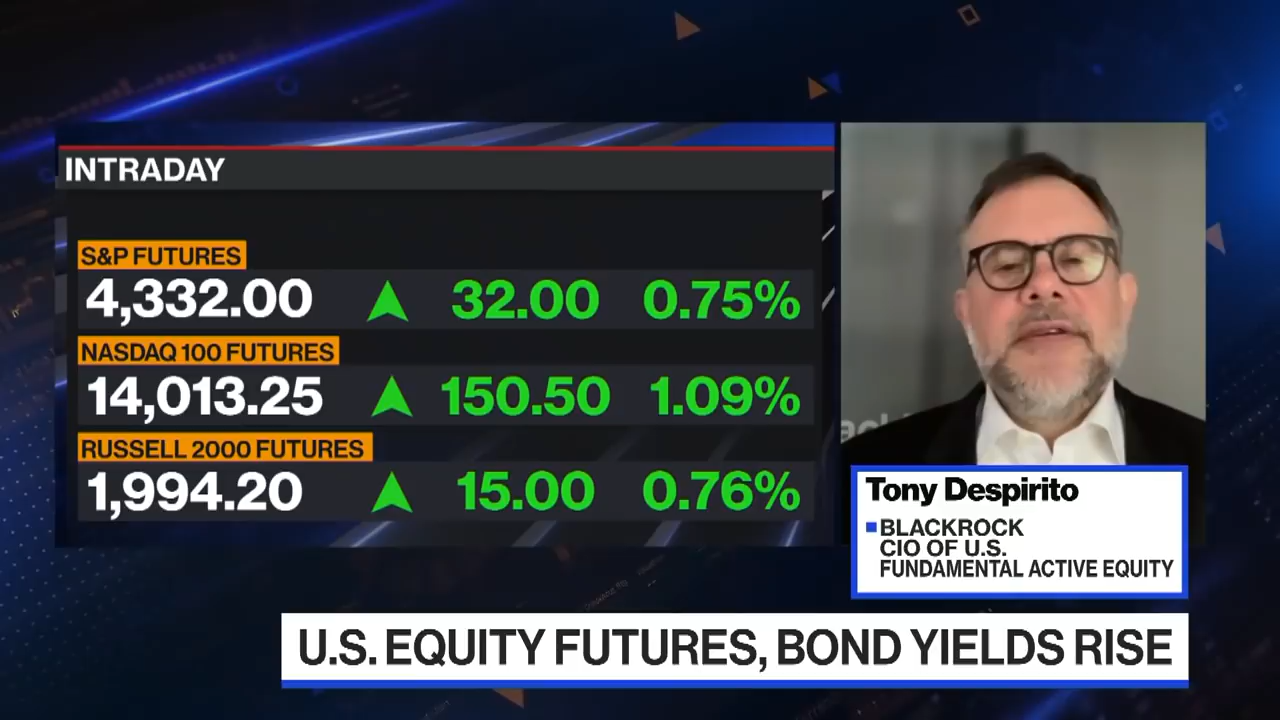 INTRADAY
S&P FUTURES
4,332.00 ▲ 32.00 0.75%
NASDAQ 100 FUTURES
14,013.25 ▲ 150.50 1.09%
RUSSELL 2000 FUTURES
1,994.20 ▲ 15.00 0.76%
Tony Despirito
BLACKROCK
CIO OF U.S.
FUNDAMENTAL ACTIVE EQUITY
U.S. EQUITY FUTURES, BOND YIELDS RISE